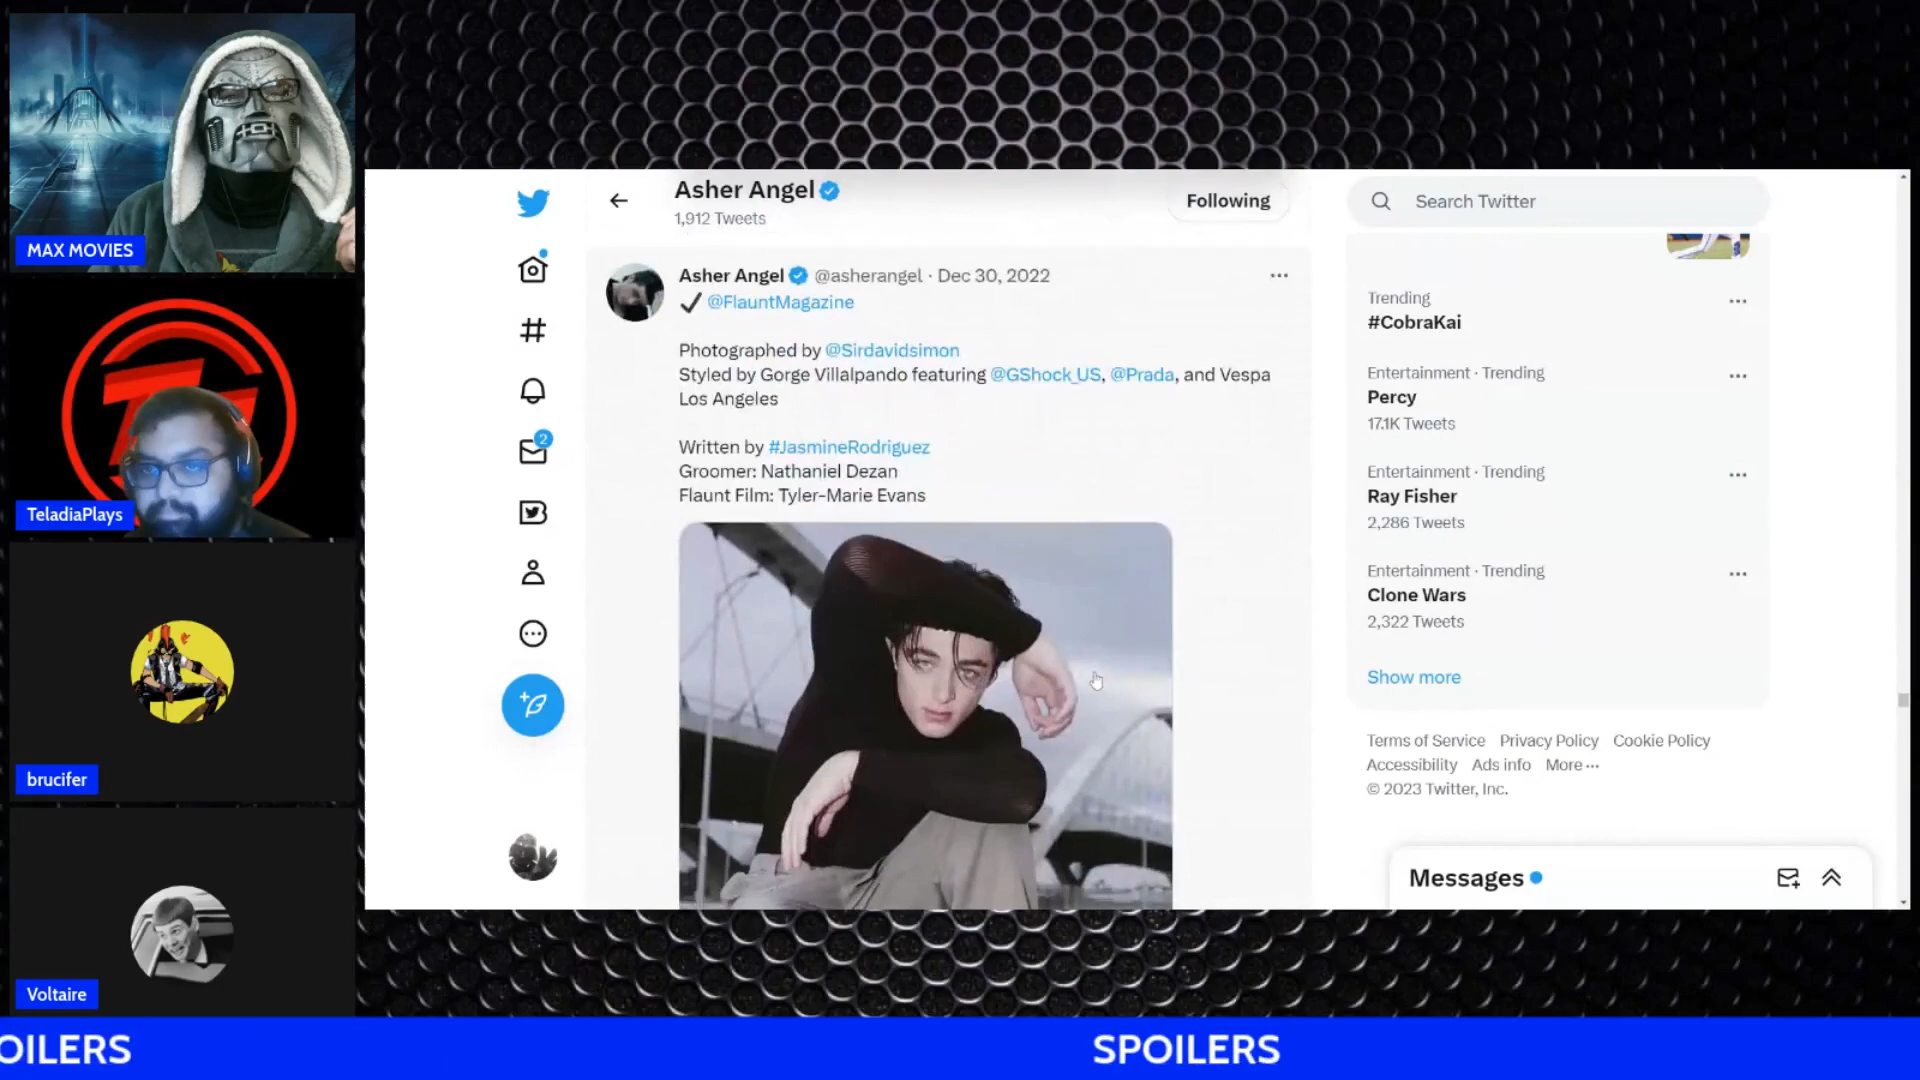 MAX MOVIES
TeladiaPlays
brucifer
Voltaire
Asher Angel
1,912 Tweets
Following
2
Asher Angel @asherangel · Dec 30, 2022
@FlauntMagazine
Photographed by @Sirdavidsimon
Styled by Gorge Villalpando featuring @GShock_US, @Prada, and Vespa
Los Angeles
Written by #JasmineRodriguez
Groomer: Nathaniel Dezan
Flaunt Film: Tyler-Marie Evans
Search Twitter
Trending
#CobraKai
Entertainment · Trending
Percy
17.1K Tweets
Entertainment · Trending
Ray Fisher
2,286 Tweets
Entertainment · Trending
Clone Wars
2,322 Tweets
Show more
Terms of Service Privacy Policy Cookie Policy
Accessibility Ads info More ···
© 2023 Twitter, Inc.
Messages
OILERS SPOILERS